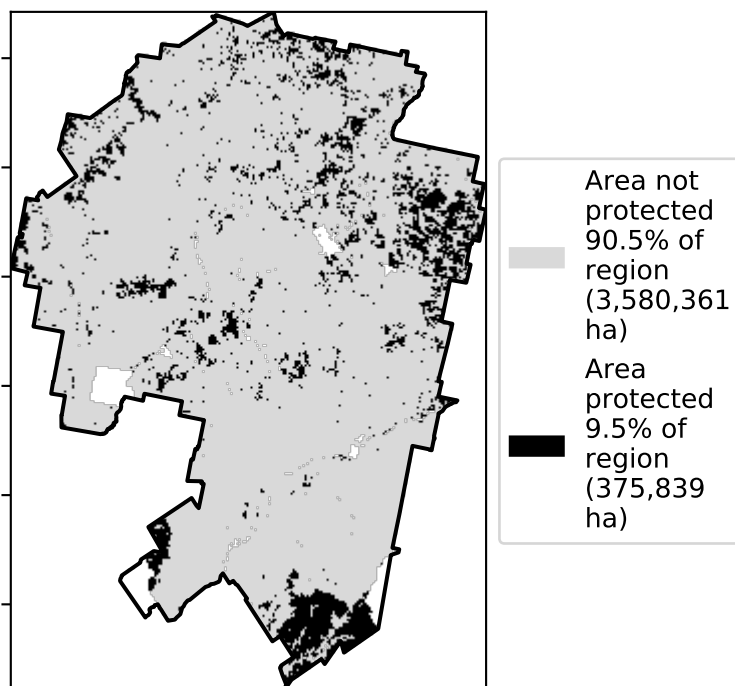 Area not
protected
90.5% of
region
(3,580,361
ha)
Area
protected
9.5% of
region
(375,839
ha)